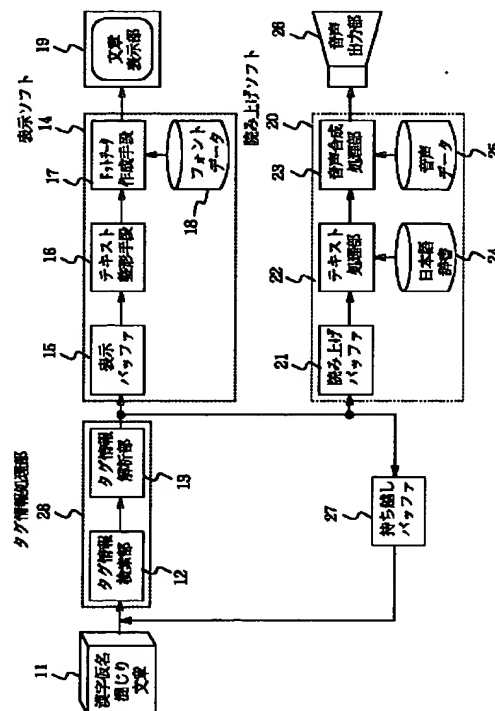 11
漢字仮名
混じり
文章
タグ情報処理部
28
タグ情報
検索部
12
タグ情報
解析部
13
表示ソフト
14
15
表示
バッファ
16
テキスト
整形手段
17
ドットデータ
作成手段
フォント
データ
18
19
文章
表示部
読み上げソフト
20
21
読み上げ
バッファ
22
テキスト
処理部
日本語
辞書
24
23
音声合成
処理部
音声
データ
25
26
音声
出力部
27
持ち越し
バッファ